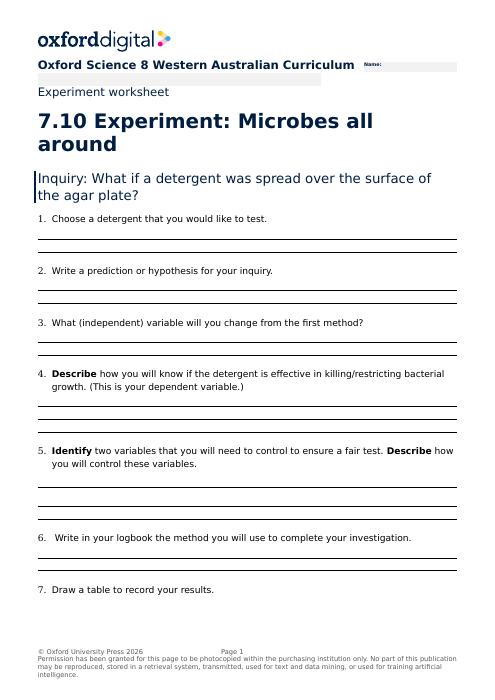 oxforddigital
Oxford Science 8 Western Australian Curriculum Name:
Experiment worksheet
7.10 Experiment: Microbes all
around
Inquiry: What if a detergent was spread over the surface of
the agar plate?
1. Choose a detergent that you would like to test.
2. Write a prediction or hypothesis for your inquiry.
3. What (independent) variable will you change from the first method?
4. Describe how you will know if the detergent is effective in killing/restricting bacterial
growth. (This is your dependent variable.)
5. Identify two variables that you will need to control to ensure a fair test. Describe how
you will control these variables.
6. Write in your logbook the method you will use to complete your investigation.
7. Draw a table to record your results.
© Oxford University Press 2026 Page 1
Permission has been granted for this page to be photocopied within the purchasing institution only. No part of this publication
may be reproduced, stored in a retrieval system, transmitted, used for text and data mining, or used for training artificial
intelligence.